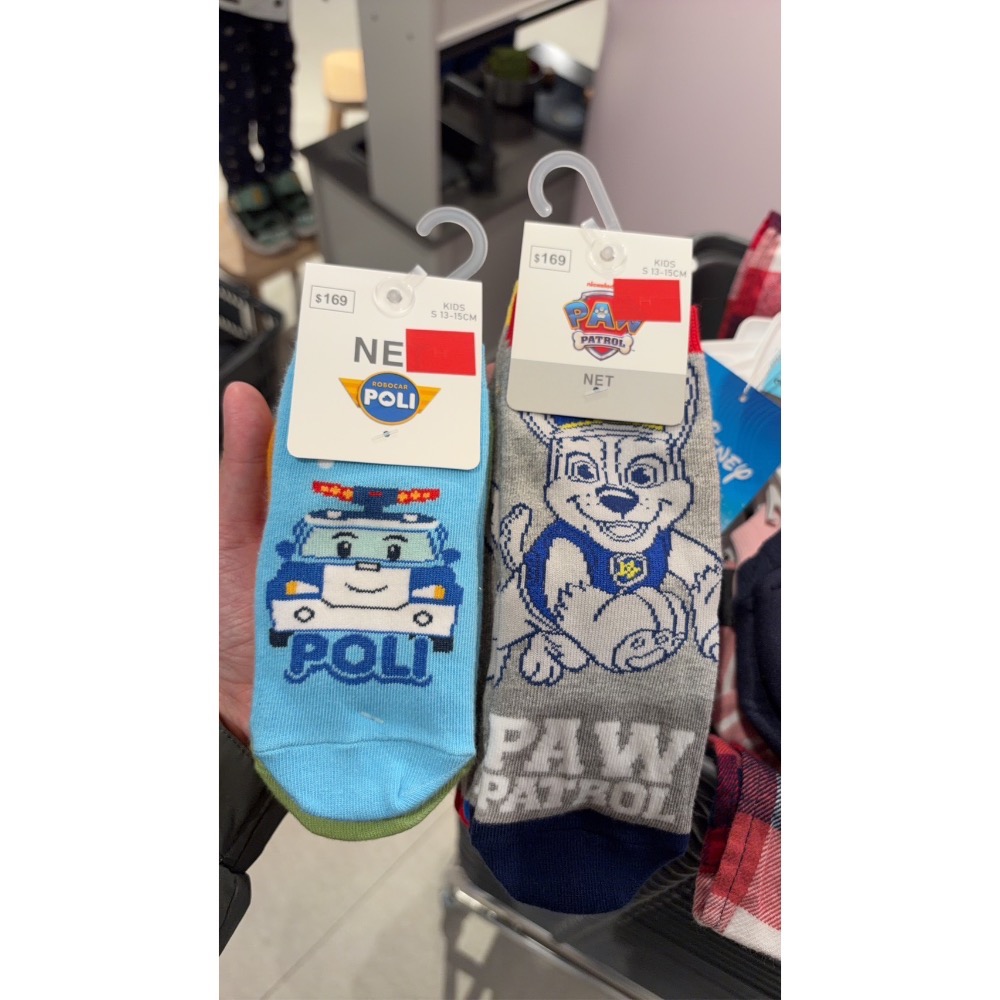 $169
KIDS
S 13-15CM
NE
ROBOCAR
POLI
POLI
$169
KIDS
S 13-15CM
PAW
PATROL
NET
PAW
PATROL